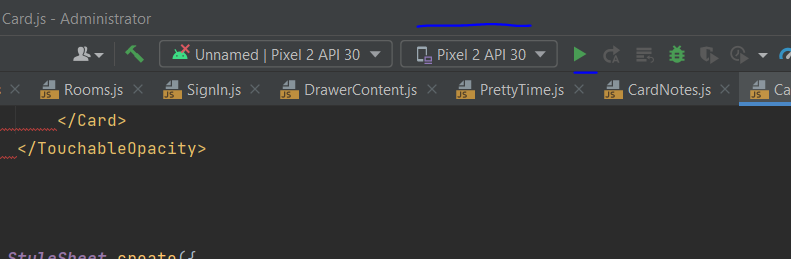 Card.js - Administrator
Unnamed | Pixel 2 API 30 Pixel 2 API 30
Rooms.js SignIn.js DrawerContent.js PrettyTime.js CardNotes.js Ca
</Card>
</TouchableOpacity>
StyleSheet.create({